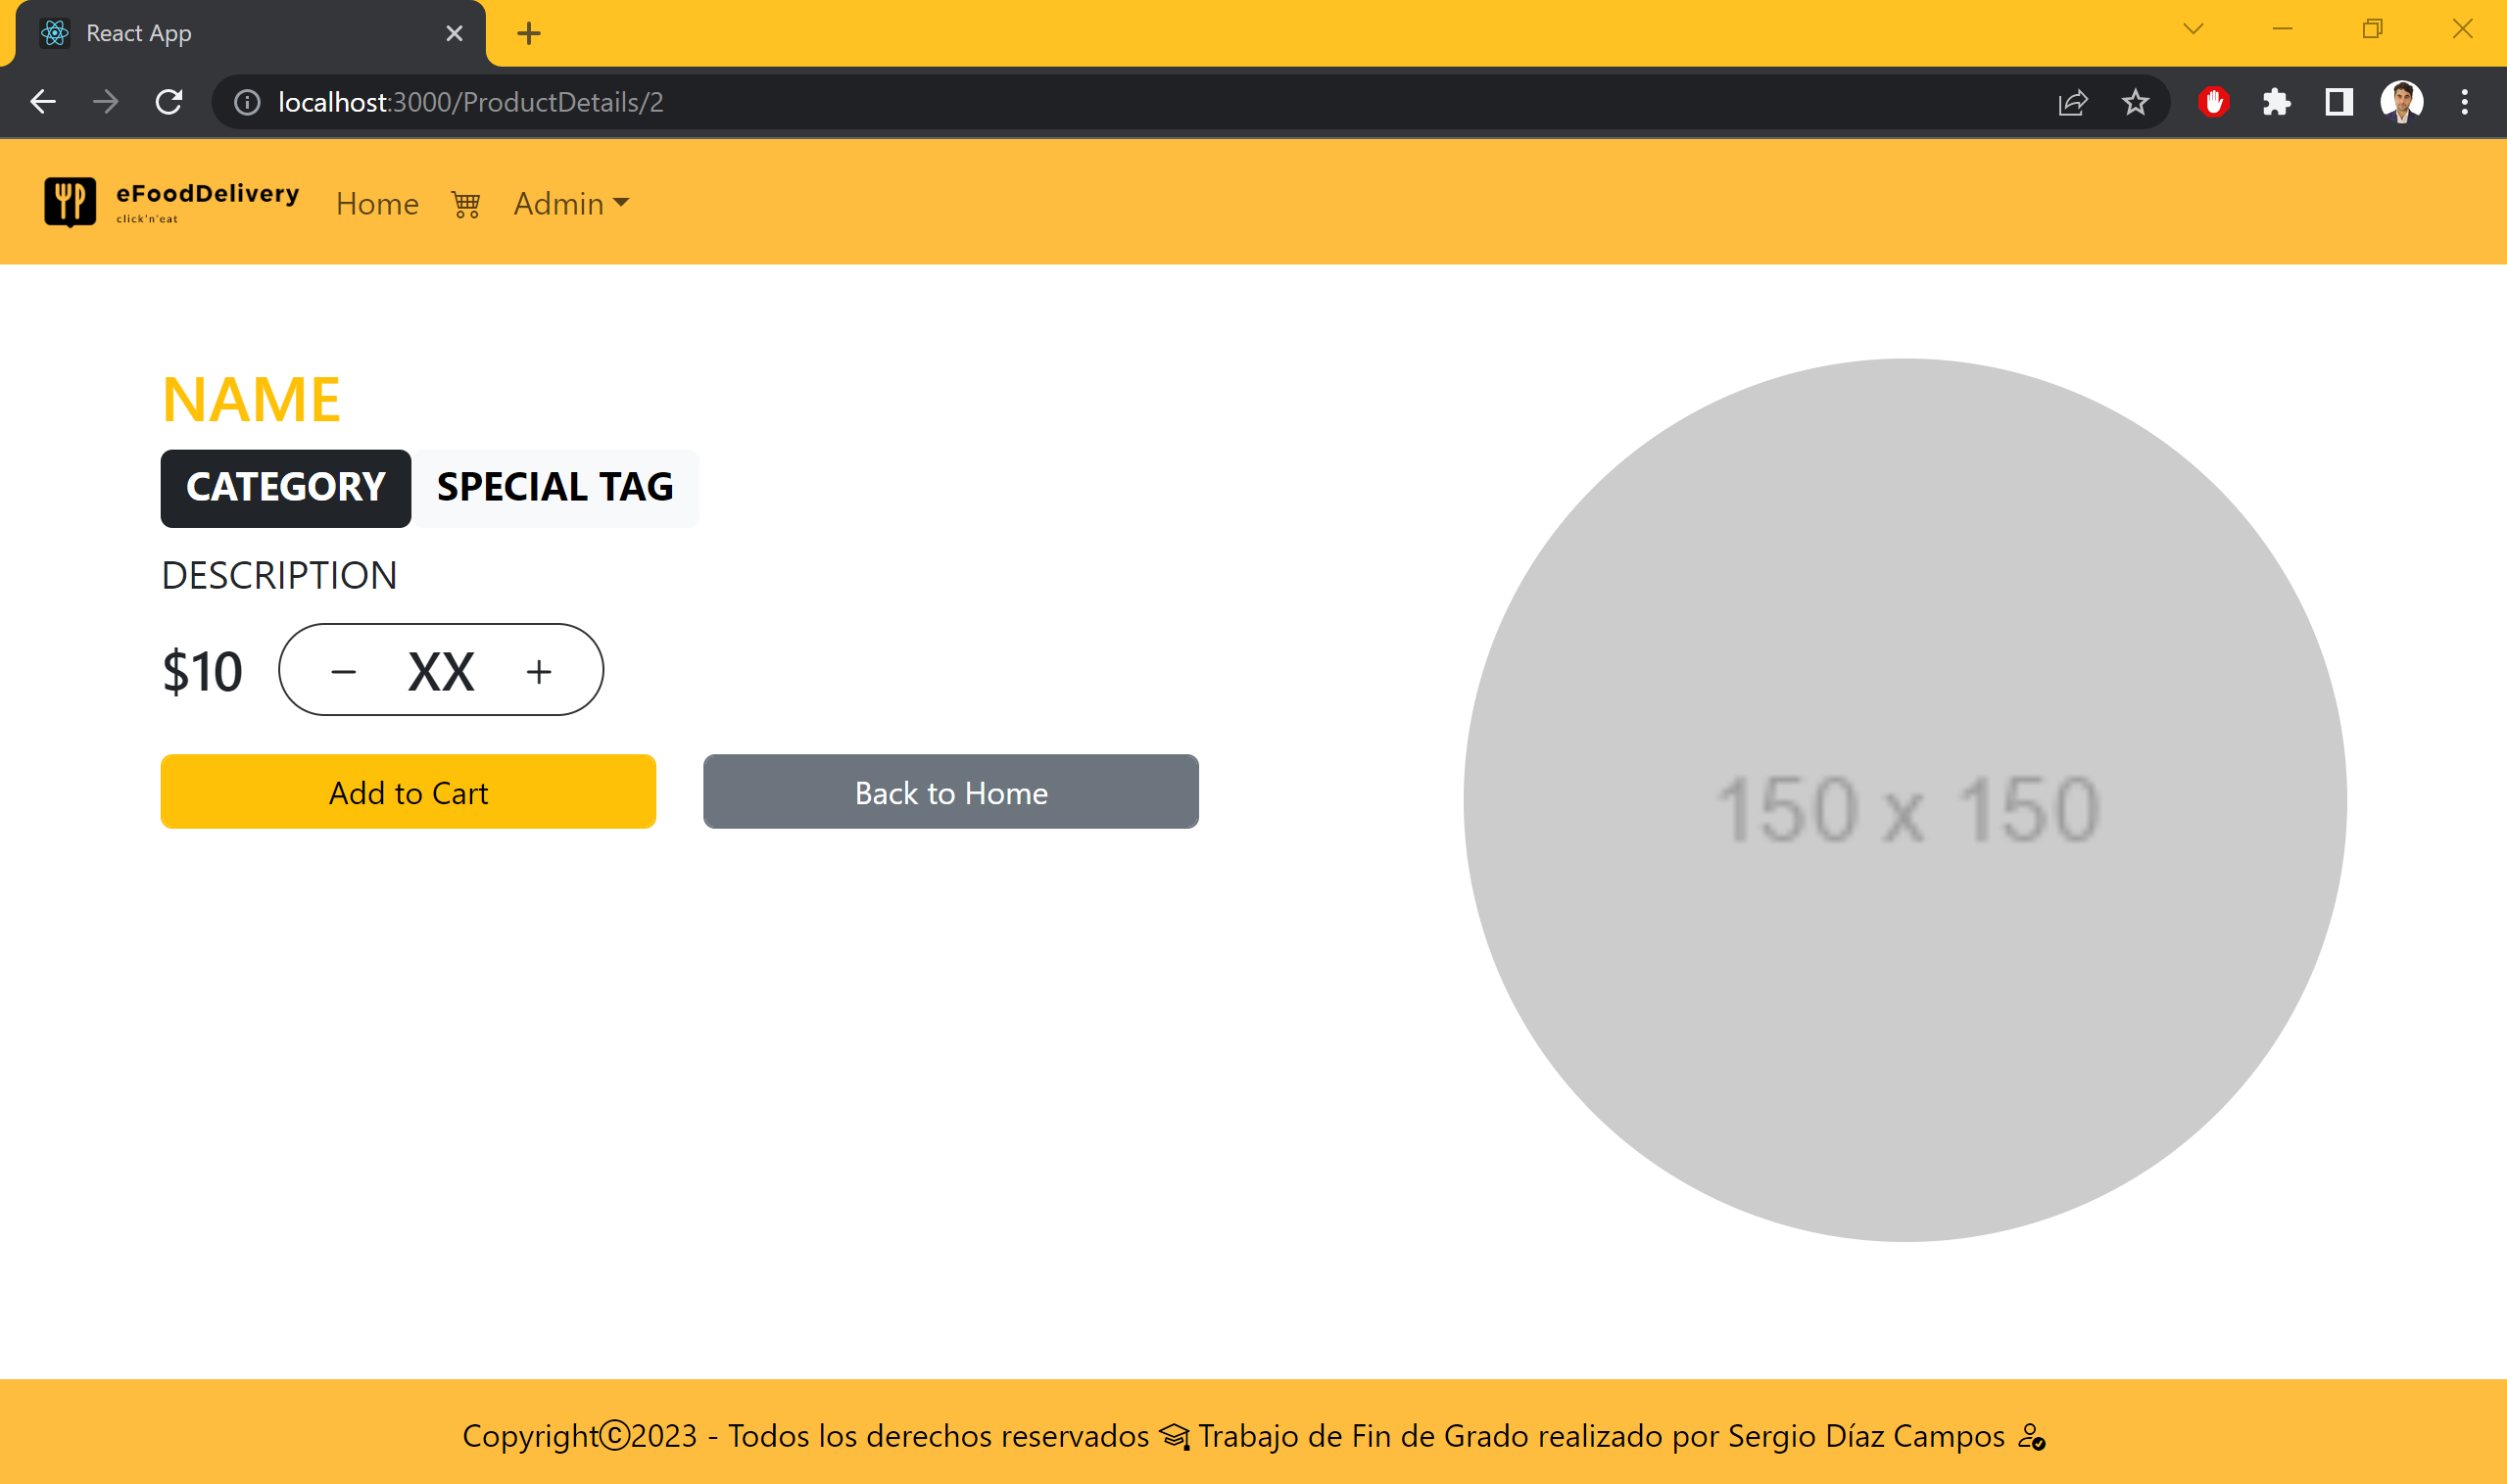 React App
localhost:3000/ProductDetails/2
eFoodDelivery
click'n'eat
Home
Admin
NAME
CATEGORY SPECIAL TAG
DESCRIPTION
$10 − XX +
Add to Cart Back to Home
150 x 150
Copyright©2023 - Todos los derechos reservados Trabajo de Fin de Grado realizado por Sergio Díaz Campos